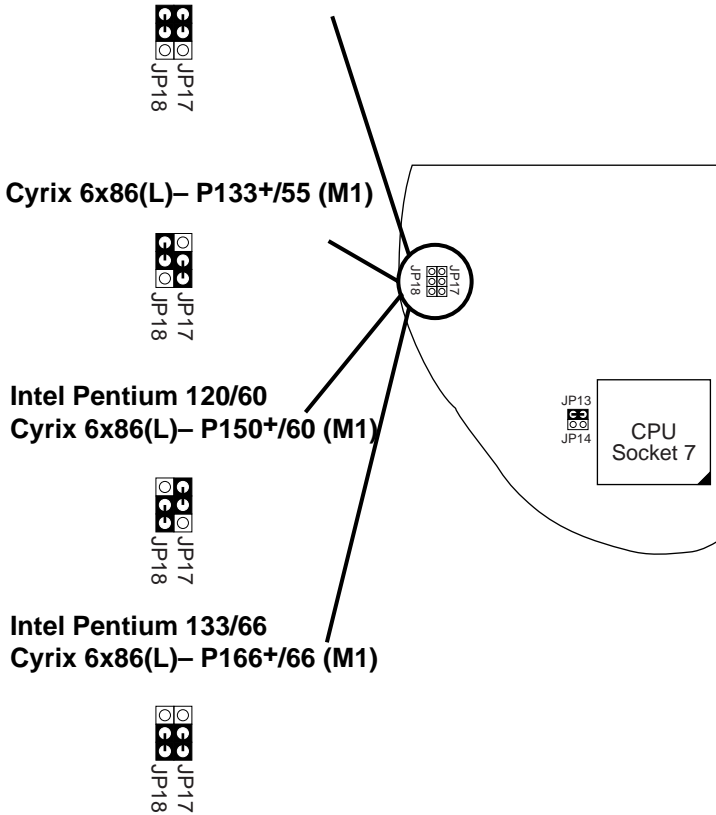 JP18
JP17
Cyrix 6x86(L)– P133+/55 (M1)
JP18
JP17
JP18
JP17
Intel Pentium 120/60
Cyrix 6x86(L)– P150+/60 (M1)
JP13
JP14
CPU
Socket 7
JP18
JP17
Intel Pentium 133/66
Cyrix 6x86(L)– P166+/66 (M1)
JP18
JP17